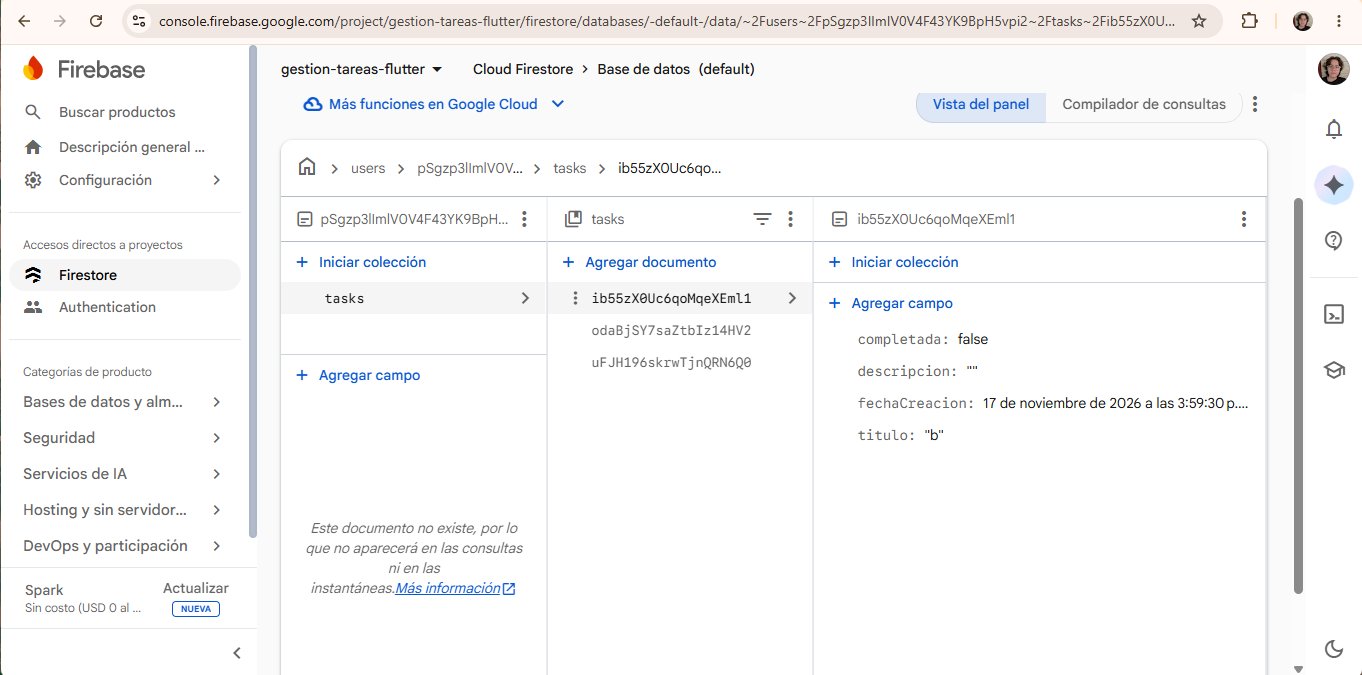 console.firebase.google.com/project/gestion-tareas-flutter/firestore/databases/-default-/data/~2Fusers~2FpSgzp3lImlV0V4F43YK9BpH5vpi2~2Ftasks~2Fib55zX0U...
Firebase
Buscar productos
Descripción general ...
Configuración
Accesos directos a proyectos
Firestore
Authentication
Categorías de producto
Bases de datos y alm...
Seguridad
Servicios de IA
Hosting y sin servidor...
DevOps y participación
Spark
Sin costo (USD 0 al ...
Actualizar
NUEVA
gestion-tareas-flutter
Cloud Firestore > Base de datos (default)
Más funciones en Google Cloud
Vista del panel
Compilador de consultas
users > pSgzp3lImlV0V... > tasks > ib55zX0Uc6qo...
pSgzp3lImlV0V4F43YK9BpH...
Iniciar colección
tasks
Agregar campo
Este documento no existe, por lo
que no aparecerá en las consultas
ni en las
instantáneas.Más información
tasks
Agregar documento
ib55zX0Uc6qoMqeXEml1
odaBjSY7saZtbIz14HV2
uFJH196skrwTjnQRN6Q0
ib55zX0Uc6qoMqeXEml1
Iniciar colección
Agregar campo
completada: false
descripcion: ""
fechaCreacion: 17 de noviembre de 2026 a las 3:59:30 p....
titulo: "b"